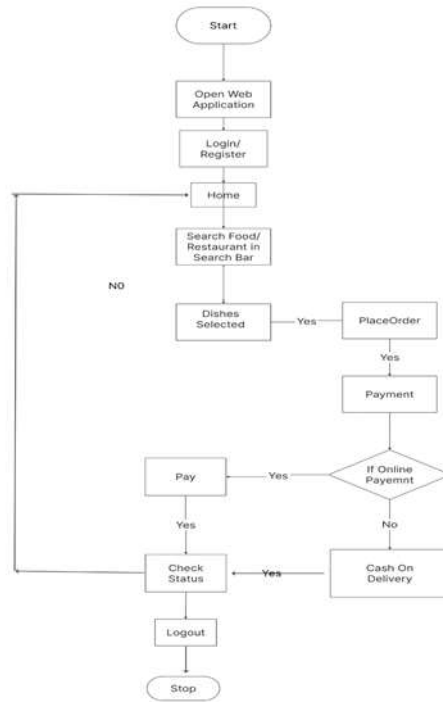 Start
Open Web
Application
Login/
Register
Home
Search Food/
Restaurant in
Search Bar
N0
Dishes
Selected
Yes
PlaceOrder
Yes
Payment
If Online
Payemnt
Yes
Pay
Yes
No
Cash On
Delivery
Yes
Check
Status
Logout
Stop